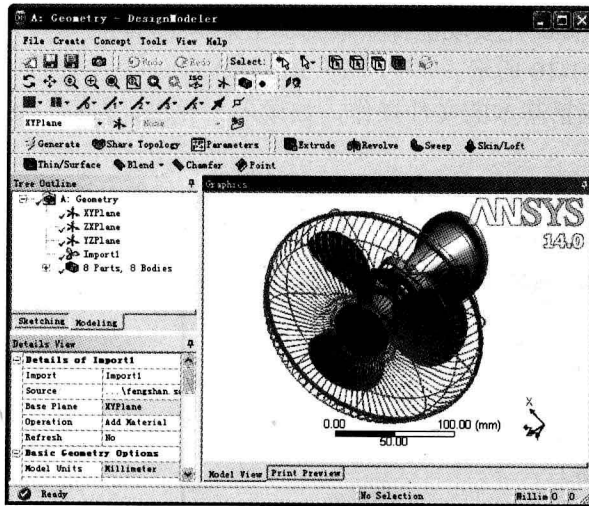 A: Geometry - DesignModeler
File Create Concept Tools View Help
Undo Redo Select:
XYPlane None
Generate Share Topology Parameters Extrude Revolve Sweep Skin/Loft
Thin/Surface Blend Chamfer Point
Tree Outline
A: Geometry
XYPlane
ZXPlane
YZPlane
Import1
8 Parts, 8 Bodies
Sketching Modeling
Details View
Details of Import1
Import Import1
Source ...\fengshan.s
Base Plane XYPlane
Operation Add Material
Refresh No
Basic Geometry Options
Model Units Millimeter
Graphics
ANSYS
14.0
0.00 100.00 (mm)
50.00
X
Model View Print Preview
Ready No Selection Millim 0 0